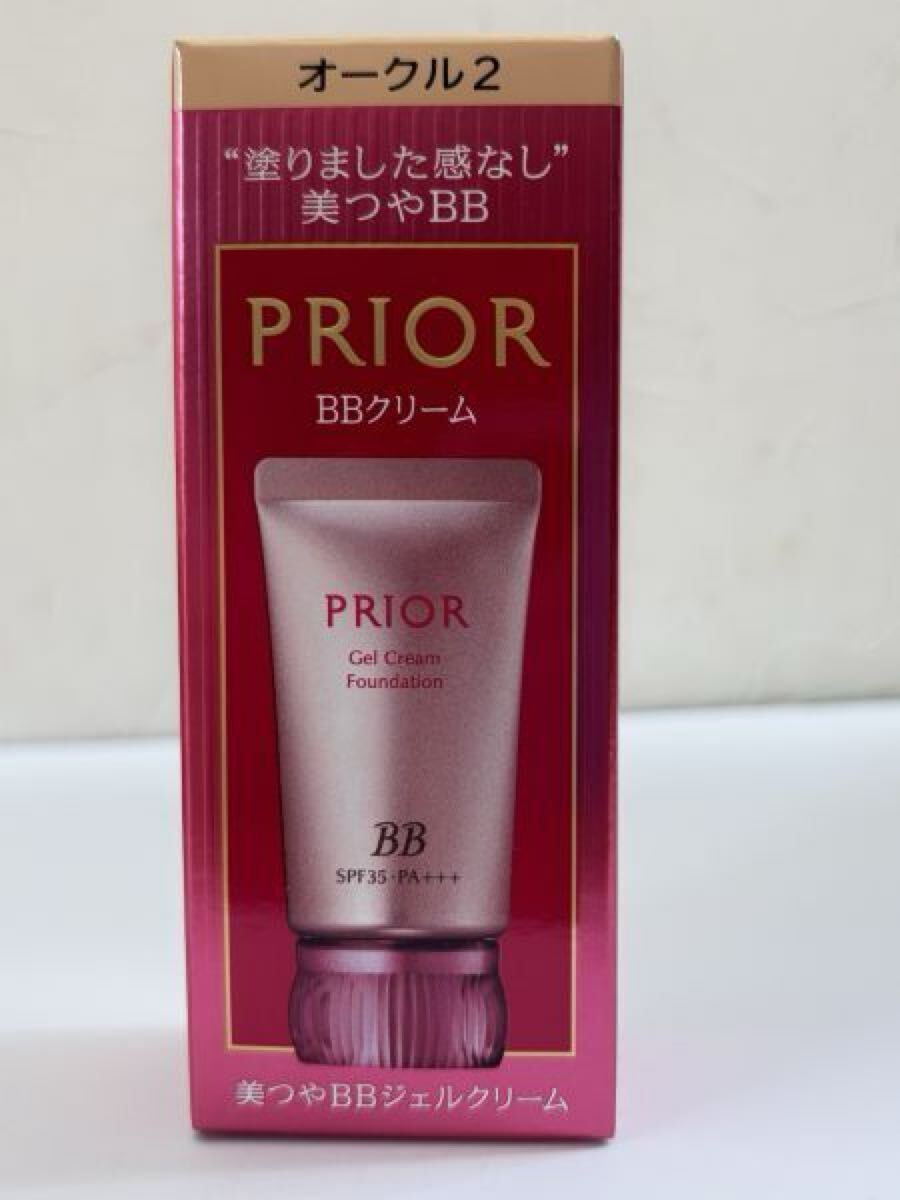 オークル2
“塗りました感なし”
美つやBB
PRIOR
BBクリーム
PRIOR
Gel Cream
Foundation
BB
SPF35・PA+++
美つやBBジェルクリーム